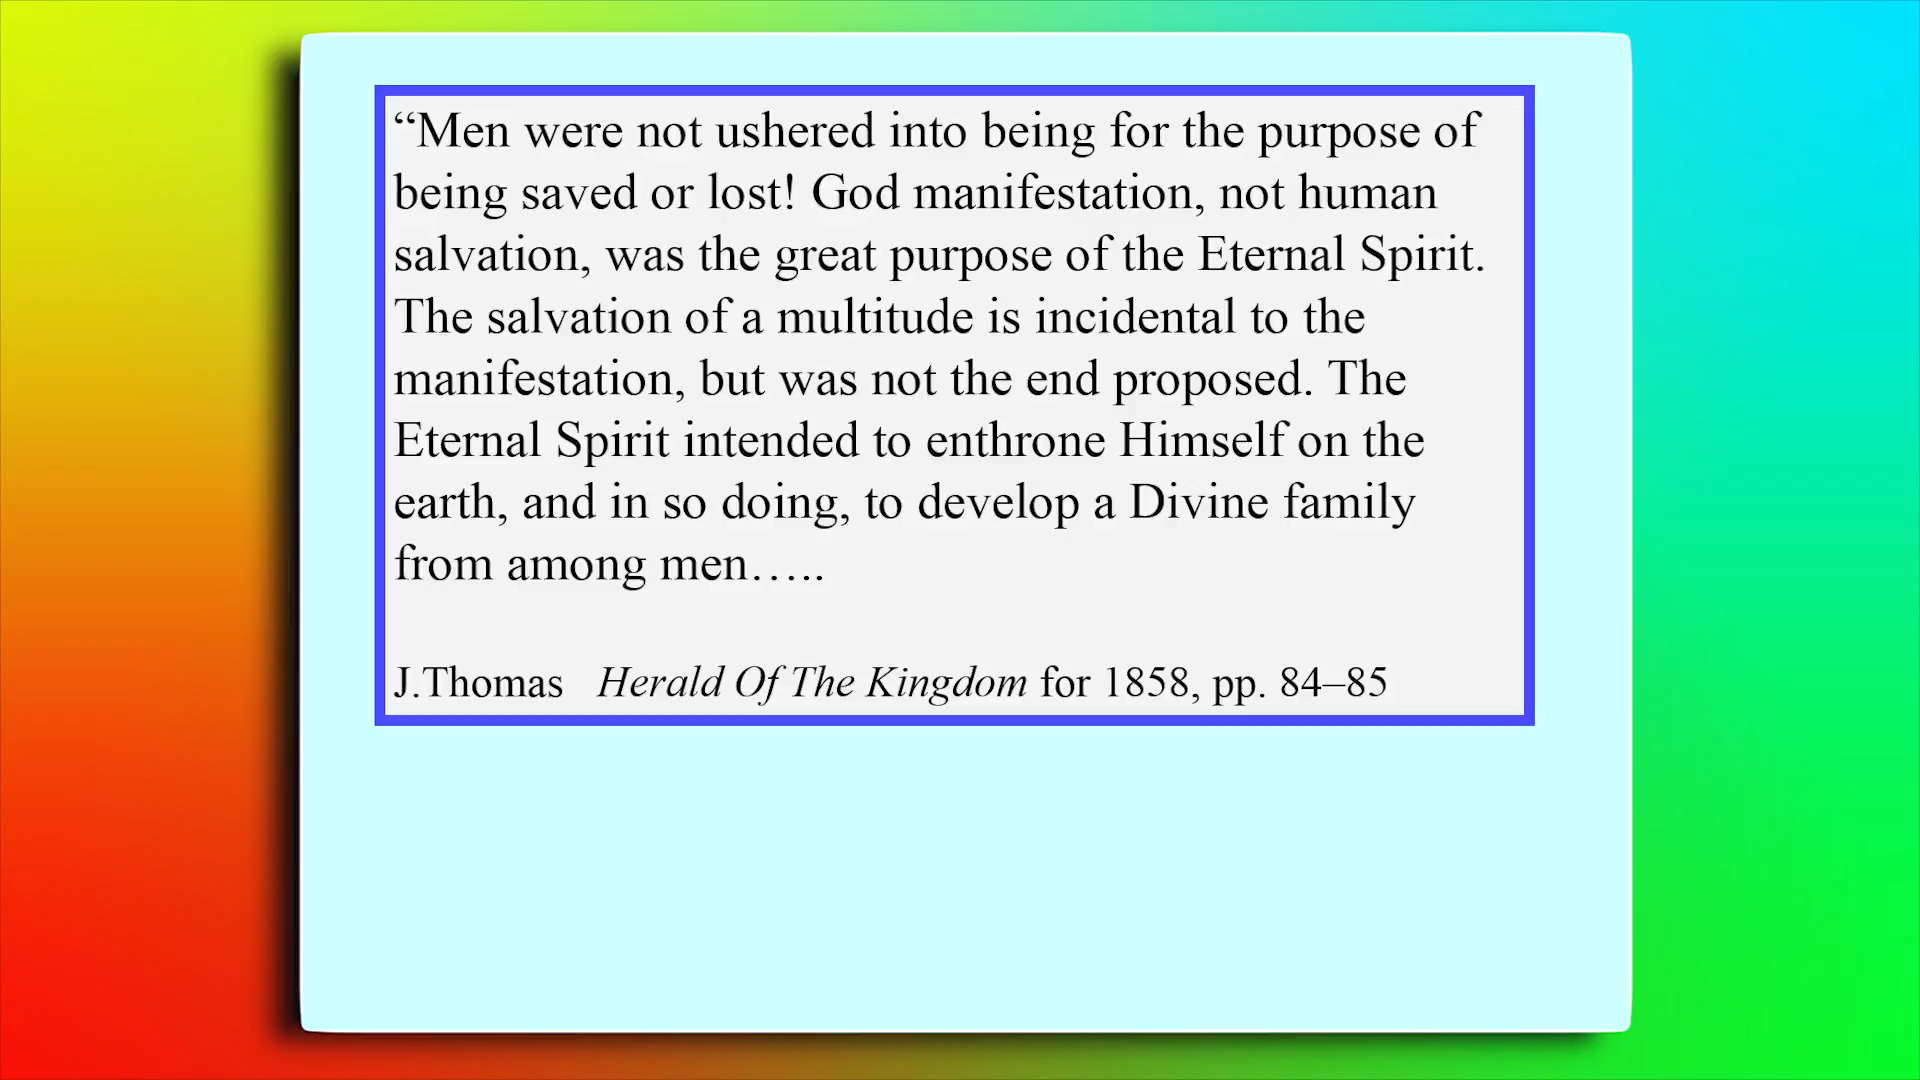 “Men were not ushered into being for the purpose of
being saved or lost! God manifestation, not human
salvation, was the great purpose of the Eternal Spirit.
The salvation of a multitude is incidental to the
manifestation, but was not the end proposed. The
Eternal Spirit intended to enthrone Himself on the
earth, and in so doing, to develop a Divine family
from among men…..
J.Thomas Herald Of The Kingdom for 1858, pp. 84–85